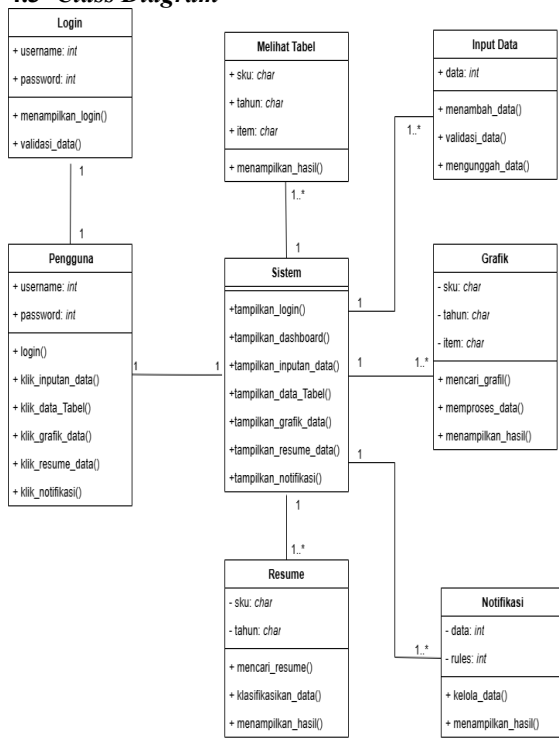 4.3 Class Diagram
Login
+ username: int
+ password: int
+ menampilkan_login()
+ validasi_data()
Melihat Tabel
+ sku: char
+ tahun: char
+ item: char
+ menampilkan_hasil()
Input Data
+ data: int
+ menambah_data()
+ validasi_data()
+ mengunggah_data()
1
1
1..*
1
1..*
1
Pengguna
+ username: int
+ password: int
+ login()
+ klik_inputan_data()
+ klik_data_Tabel()
+ klik_grafik_data()
+ klik_resume_data()
+ klik_notifikasi()
1
1
Sistem
+tampilkan_login()
+tampilkan_dashboard()
+tampilkan_inputan_data()
+tampilkan_data_Tabel()
+tampilkan_grafik_data()
+tampilkan_resume_data()
+tampilkan_notifikasi()
1
1..*
Grafik
- sku: char
- tahun: char
- item: char
+ mencari_grafil()
+ memproses_data()
+ menampilkan_hasil()
1
1..*
1
1..*
Resume
- sku: char
- tahun: char
+ mencari_resume()
+ klasifikasikan_data()
+ menampilkan_hasil()
Notifikasi
- data: int
- rules: int
+ kelola_data()
+ menampilkan_hasil()